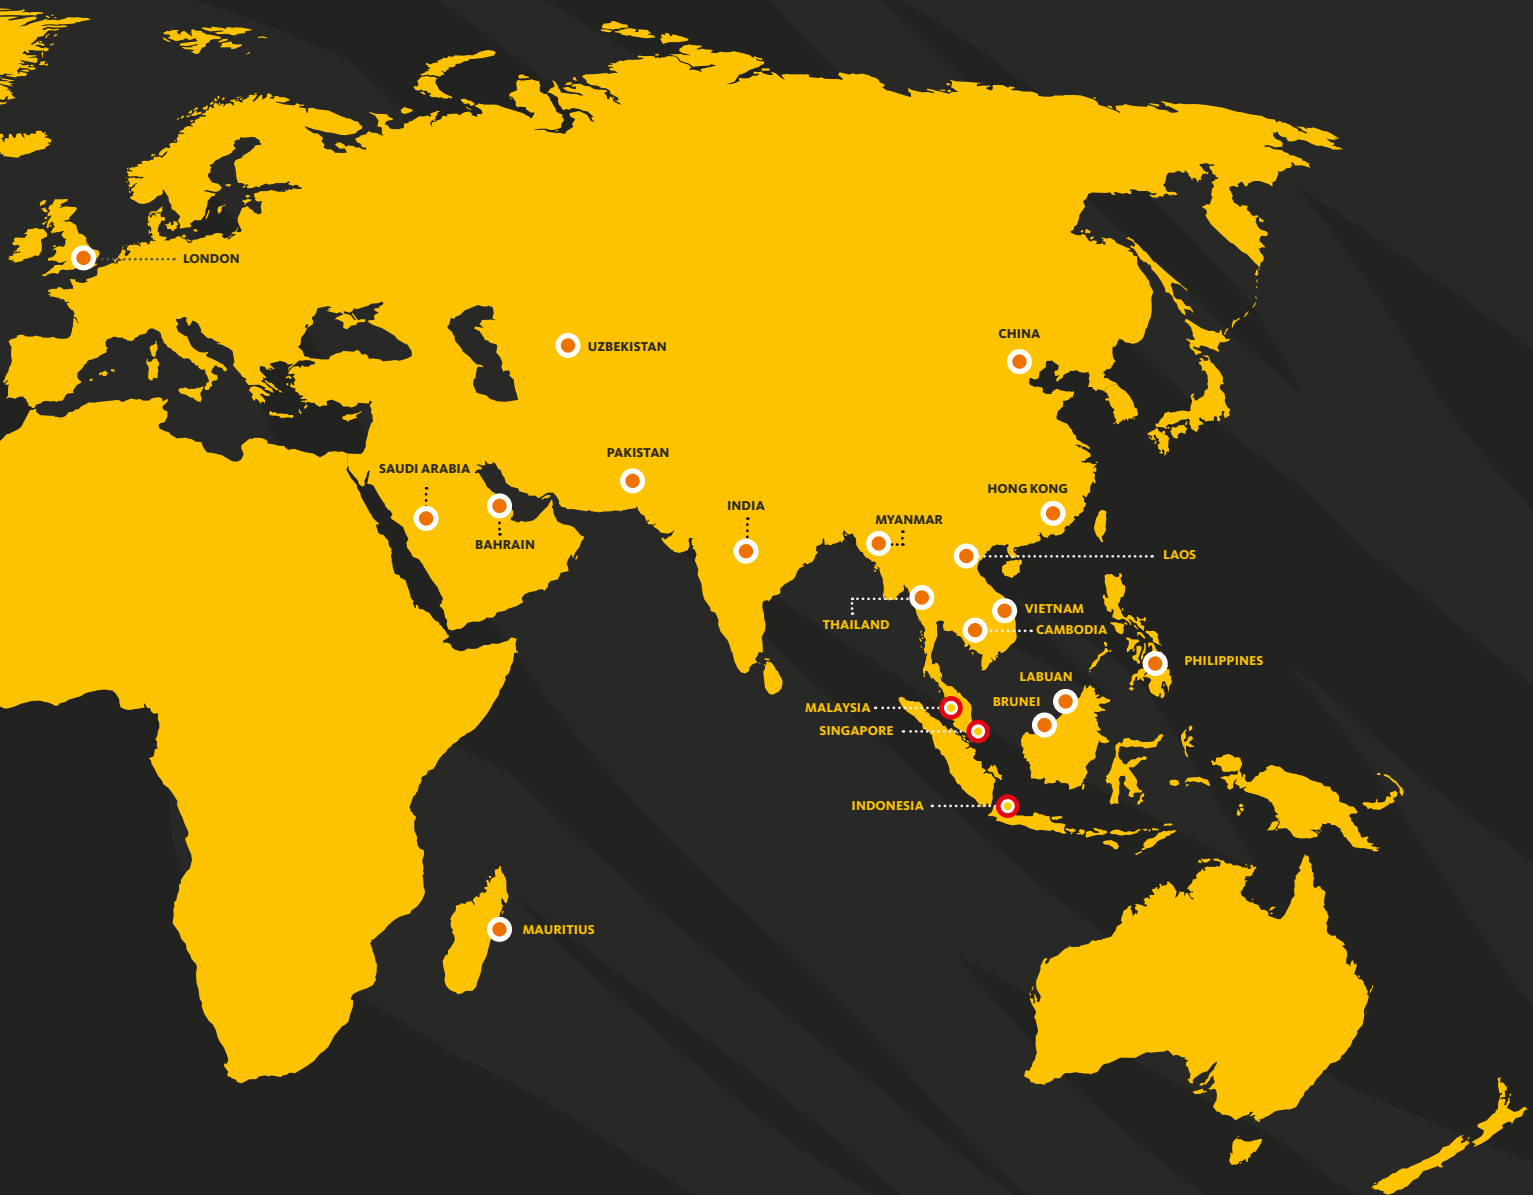 LONDON
CHINA
UZBEKISTAN
PAKISTAN
SAUDI ARABIA
HONG KONG
INDIA
MYANMAR
BAHRAIN
LAOS
VIETNAM
THAILAND
CAMBODIA
PHILIPPINES
LABUAN
BRUNEI
MALAYSIA
SINGAPORE
INDONESIA
MAURITIUS